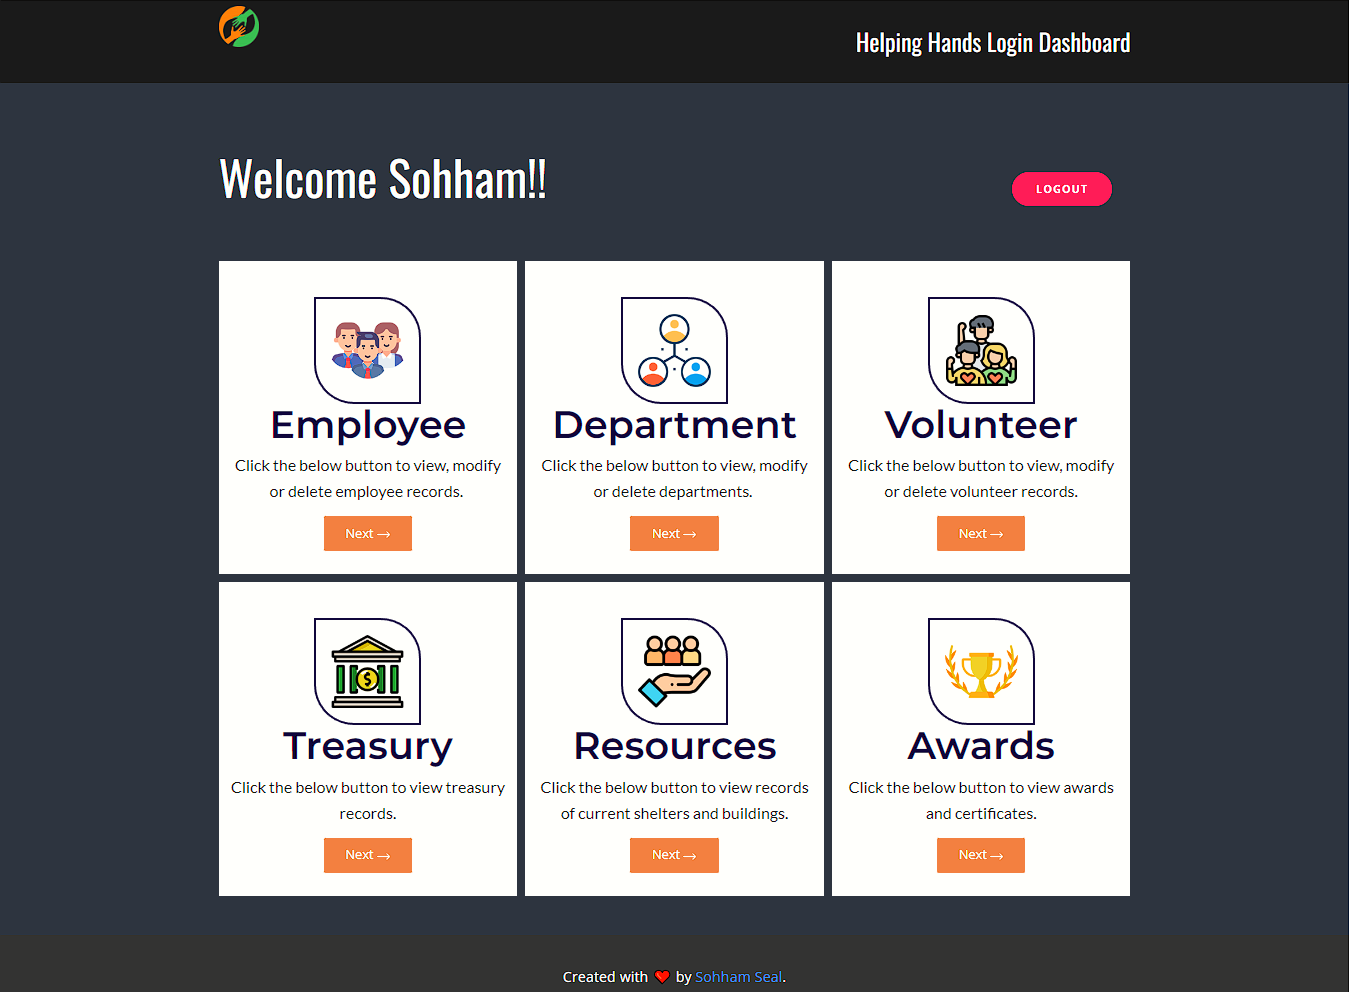 Helping Hands Login Dashboard
Welcome Sohham!!
LOGOUT
Employee
Click the below button to view, modify
or delete employee records.
Next →
Department
Click the below button to view, modify
or delete departments.
Next →
Volunteer
Click the below button to view, modify
or delete volunteer records.
Next →
$
Treasury
Click the below button to view treasury
records.
Next →
Resources
Click the below button to view records
of current shelters and buildings.
Next →
Awards
Click the below button to view awards
and certificates.
Next →
Created with ❤️ by Sohham Seal.